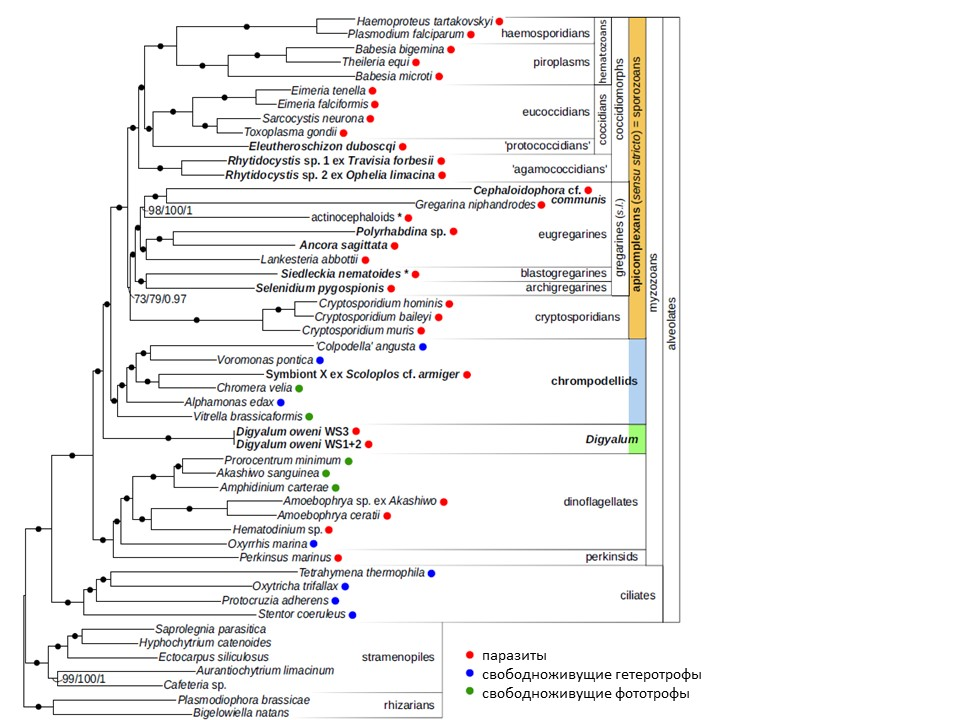 Haemoproteus tartakovskyi
Plasmodium falciparum
haemosporidians
Babesia bigemina
Theileria equi
piroplasms
Babesia microti
hematozoans
Eimeria tenella
Eimeria falciformis
eucoccidians
Sarcocystis neurona
Toxoplasma gondii
Eleutheroschizon duboscqi
'protococcidians'
coccidians
coccidiomorphs
Rhytidocystis sp. 1 ex Travisia forbesii
'agamococcidians'
Rhytidocystis sp. 2 ex Ophelia limacina
Cephaloidophora cf.
communis
Gregarina niphandrodes
98/100/1
actinocephaloids *
Polyrhabdina sp.
eugregarines
Ancora sagittata
Lankesteria abbottii
Siedleckia nematoides *
blastogregarines
Selenidium pygospionis
archigregarines
gregarines (s.l.)
73/79/0.97
Cryptosporidium hominis
Cryptosporidium baileyi
cryptosporidians
Cryptosporidium muris
apicomplexans (sensu stricto) = sporozoans
'Colpodella' angusta
Voromonas pontica
Symbiont X ex Scoloplos cf. armiger
chrompodellids
Chromera velia
Alphamonas edax
Vitrella brassicaformis
Digyalum oweni WS3
Digyalum oweni WS1+2
Digyalum
Prorocentrum minimum
Akashiwo sanguinea
Amphidinium carterae
Amoebophrya sp. ex Akashiwo
dinoflagellates
Amoebophrya ceratii
Hematodinium sp.
Oxyrrhis marina
Perkinsus marinus
perkinsids
myzozoans
Tetrahymena thermophila
Oxytricha trifallax
Protocruzia adherens
ciliates
Stentor coeruleus
alveolates
Saprolegnia parasitica
Hyphochytrium catenoides
Ectocarpus siliculosus
stramenopiles
Aurantiochytrium limacinum
99/100/1
Cafeteria sp.
Plasmodiophora brassicae
rhizarians
Bigelowiella natans
паразиты
свободноживущие гетеротрофы
свободноживущие фототрофы